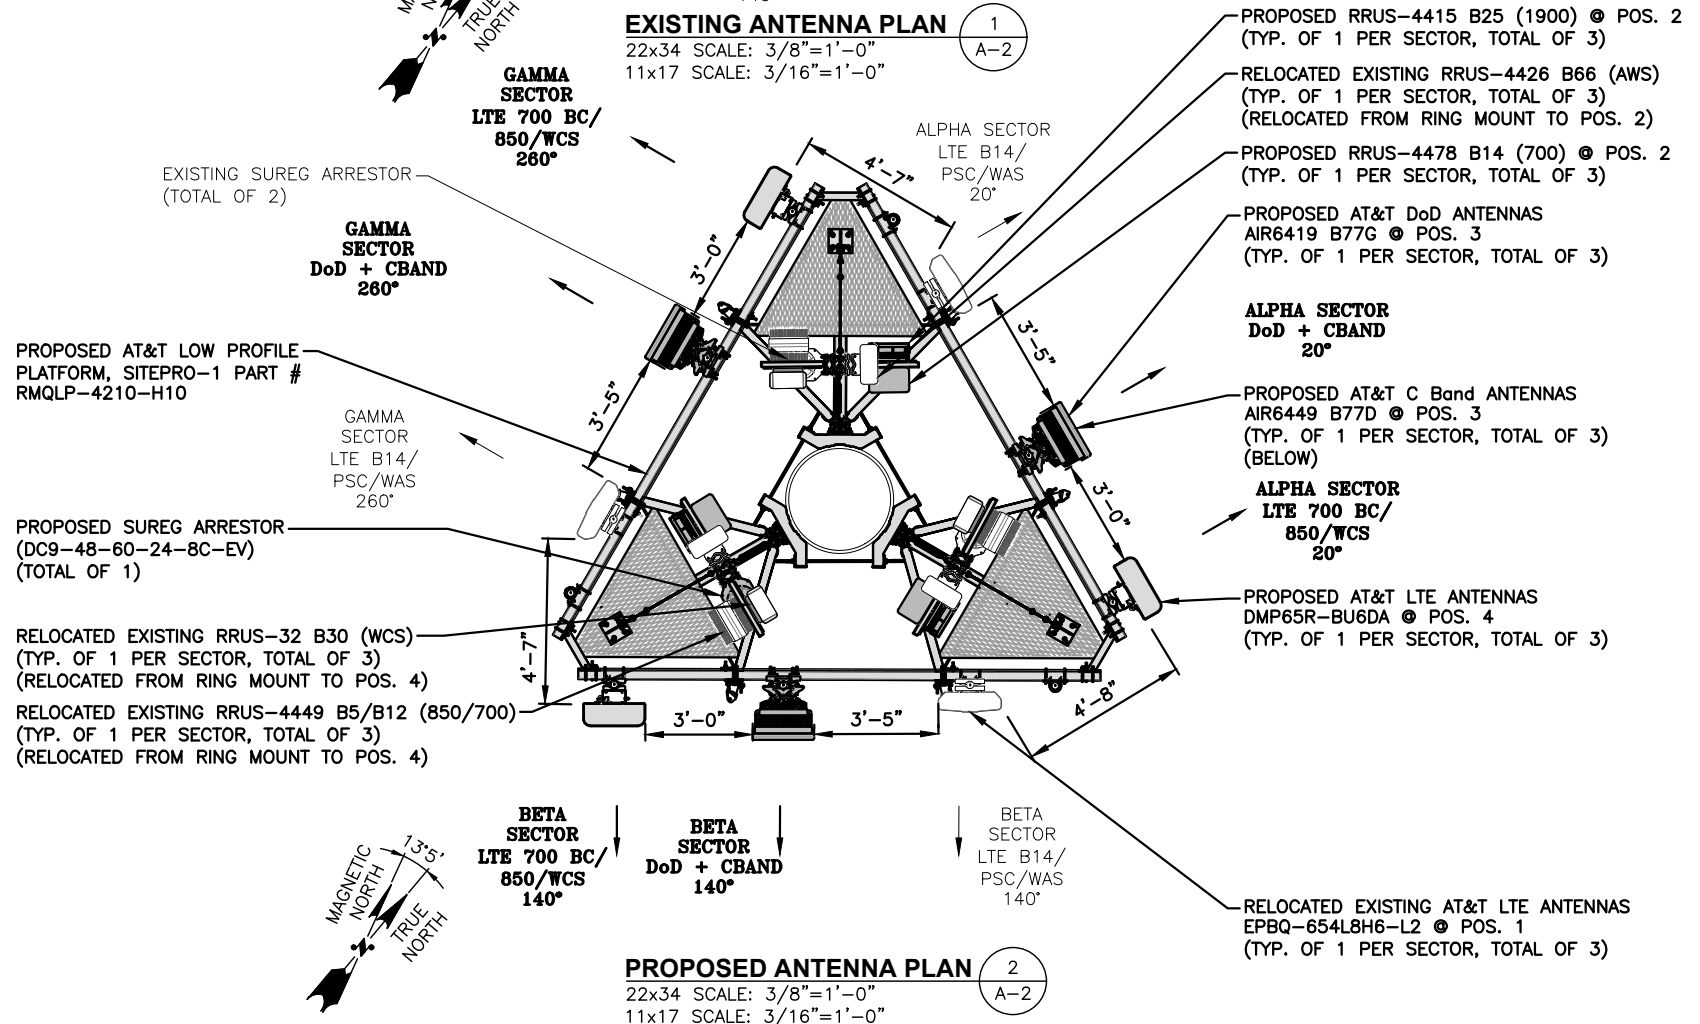 TRUE
NORTH
EXISTING ANTENNA PLAN
1
A-2
22x34 SCALE: 3/8"=1'-0"
11x17 SCALE: 3/16"=1'-0"
GAMMA
SECTOR
LTE 700 BC/
850/WCS
260°
EXISTING SUREG ARRESTOR
(TOTAL OF 2)
GAMMA
SECTOR
DoD + CBAND
260°
PROPOSED AT&T LOW PROFILE
PLATFORM, SITEPRO-1 PART #
RMQLP-4210-H10
GAMMA
SECTOR
LTE B14/
PSC/WAS
260°
PROPOSED SUREG ARRESTOR
(DC9-48-60-24-8C-EV)
(TOTAL OF 1)
RELOCATED EXISTING RRUS-32 B30 (WCS)
(TYP. OF 1 PER SECTOR, TOTAL OF 3)
(RELOCATED FROM RING MOUNT TO POS. 4)
RELOCATED EXISTING RRUS-4449 B5/B12 (850/700)
(TYP. OF 1 PER SECTOR, TOTAL OF 3)
(RELOCATED FROM RING MOUNT TO POS. 4)
ALPHA SECTOR
LTE B14/
PSC/WAS
20°
4'-7"
3'-0"
3'-5"
4'-7"
3'-0"
3'-5"
4'-8"
3'-0"
3'-5"
PROPOSED RRUS-4415 B25 (1900) @ POS. 2
(TYP. OF 1 PER SECTOR, TOTAL OF 3)
RELOCATED EXISTING RRUS-4426 B66 (AWS)
(TYP. OF 1 PER SECTOR, TOTAL OF 3)
(RELOCATED FROM RING MOUNT TO POS. 2)
PROPOSED RRUS-4478 B14 (700) @ POS. 2
(TYP. OF 1 PER SECTOR, TOTAL OF 3)
PROPOSED AT&T DoD ANTENNAS
AIR6419 B77G @ POS. 3
(TYP. OF 1 PER SECTOR, TOTAL OF 3)
ALPHA SECTOR
DoD + CBAND
20°
PROPOSED AT&T C Band ANTENNAS
AIR6449 B77D @ POS. 3
(TYP. OF 1 PER SECTOR, TOTAL OF 3)
(BELOW)
ALPHA SECTOR
LTE 700 BC/
850/WCS
20°
PROPOSED AT&T LTE ANTENNAS
DMP65R-BU6DA @ POS. 4
(TYP. OF 1 PER SECTOR, TOTAL OF 3)
RELOCATED EXISTING AT&T LTE ANTENNAS
EPBQ-654L8H6-L2 @ POS. 1
(TYP. OF 1 PER SECTOR, TOTAL OF 3)
BETA
SECTOR
LTE 700 BC/
850/WCS
140°
BETA
SECTOR
DoD + CBAND
140°
BETA
SECTOR
LTE B14/
PSC/WAS
140°
13°5'
MAGNETIC
NORTH
TRUE
NORTH
PROPOSED ANTENNA PLAN
2
A-2
22x34 SCALE: 3/8"=1'-0"
11x17 SCALE: 3/16"=1'-0"